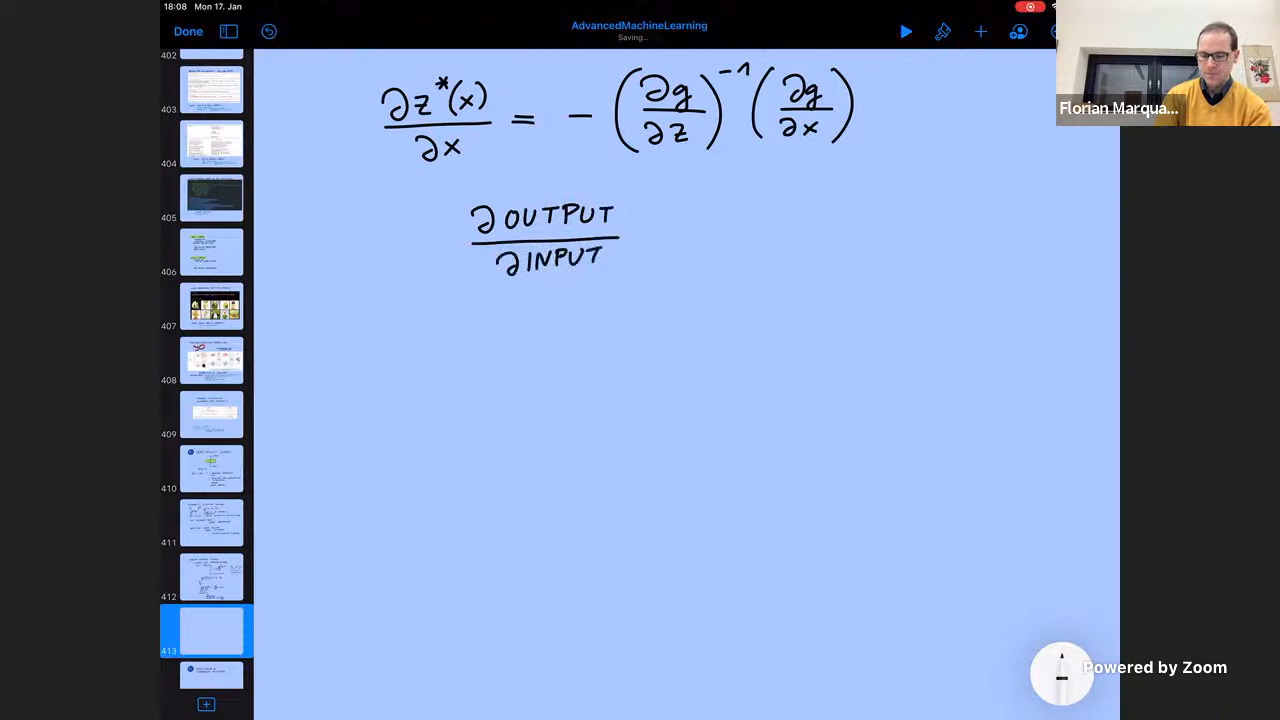 18:08 Mon 17. Jan
Done
AdvancedMachineLearning
Saving...
∂z*(x)/∂x = - (∂g/∂z)⁻¹ (∂g/∂x)
∂ OUTPUT
∂ INPUT
402
403
404
405
406
407
408
409
410
411
412
413
Florian Marqua...
Powered by Zoom